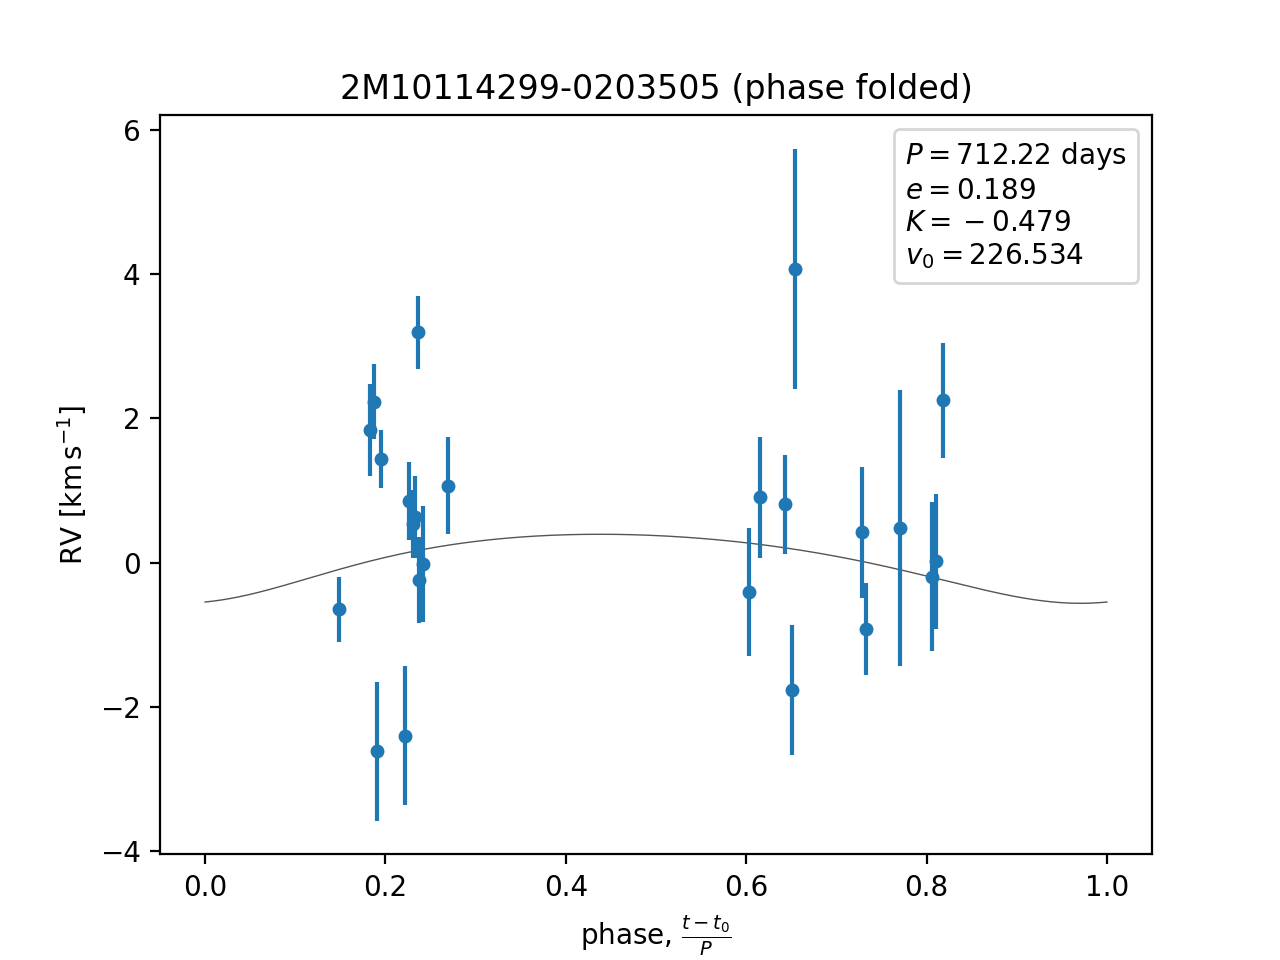 2M10114299-0203505 (phase folded)
P = 712.22 days
e = 0.189
K = −0.479
v₀ = 226.534
RV [km s⁻¹]
6
4
2
0
−2
−4
0.0 0.2 0.4 0.6 0.8 1.0
phase, (t − t₀)/P